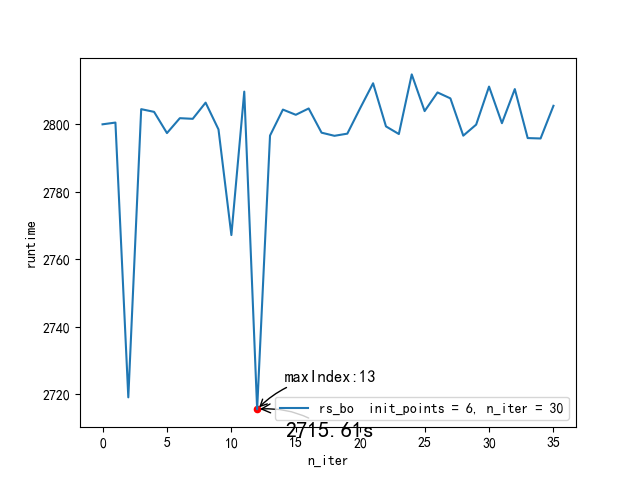 2800
2780
2760
2740
2720
runtime
maxIndex:13
rs_bo  init_points = 6, n_iter = 30
2715.61s
0 5 10 15 20 25 30 35
n_iter